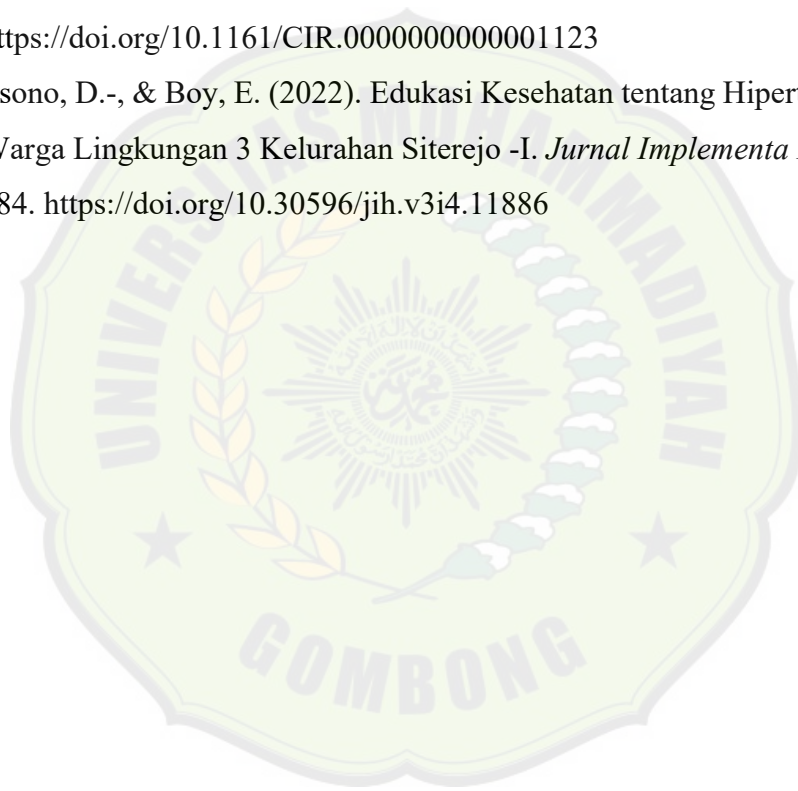 ttps://doi.org/10.1161/CIR.0000000000001123
sono, D.-, & Boy, E. (2022). Edukasi Kesehatan tentang Hiper
Warga Lingkungan 3 Kelurahan Siterejo -I. Jurnal Implementa
84. https://doi.org/10.30596/jih.v3i4.11886
UNIVERSITAS MUHAMMADIYAH
GOMBONG